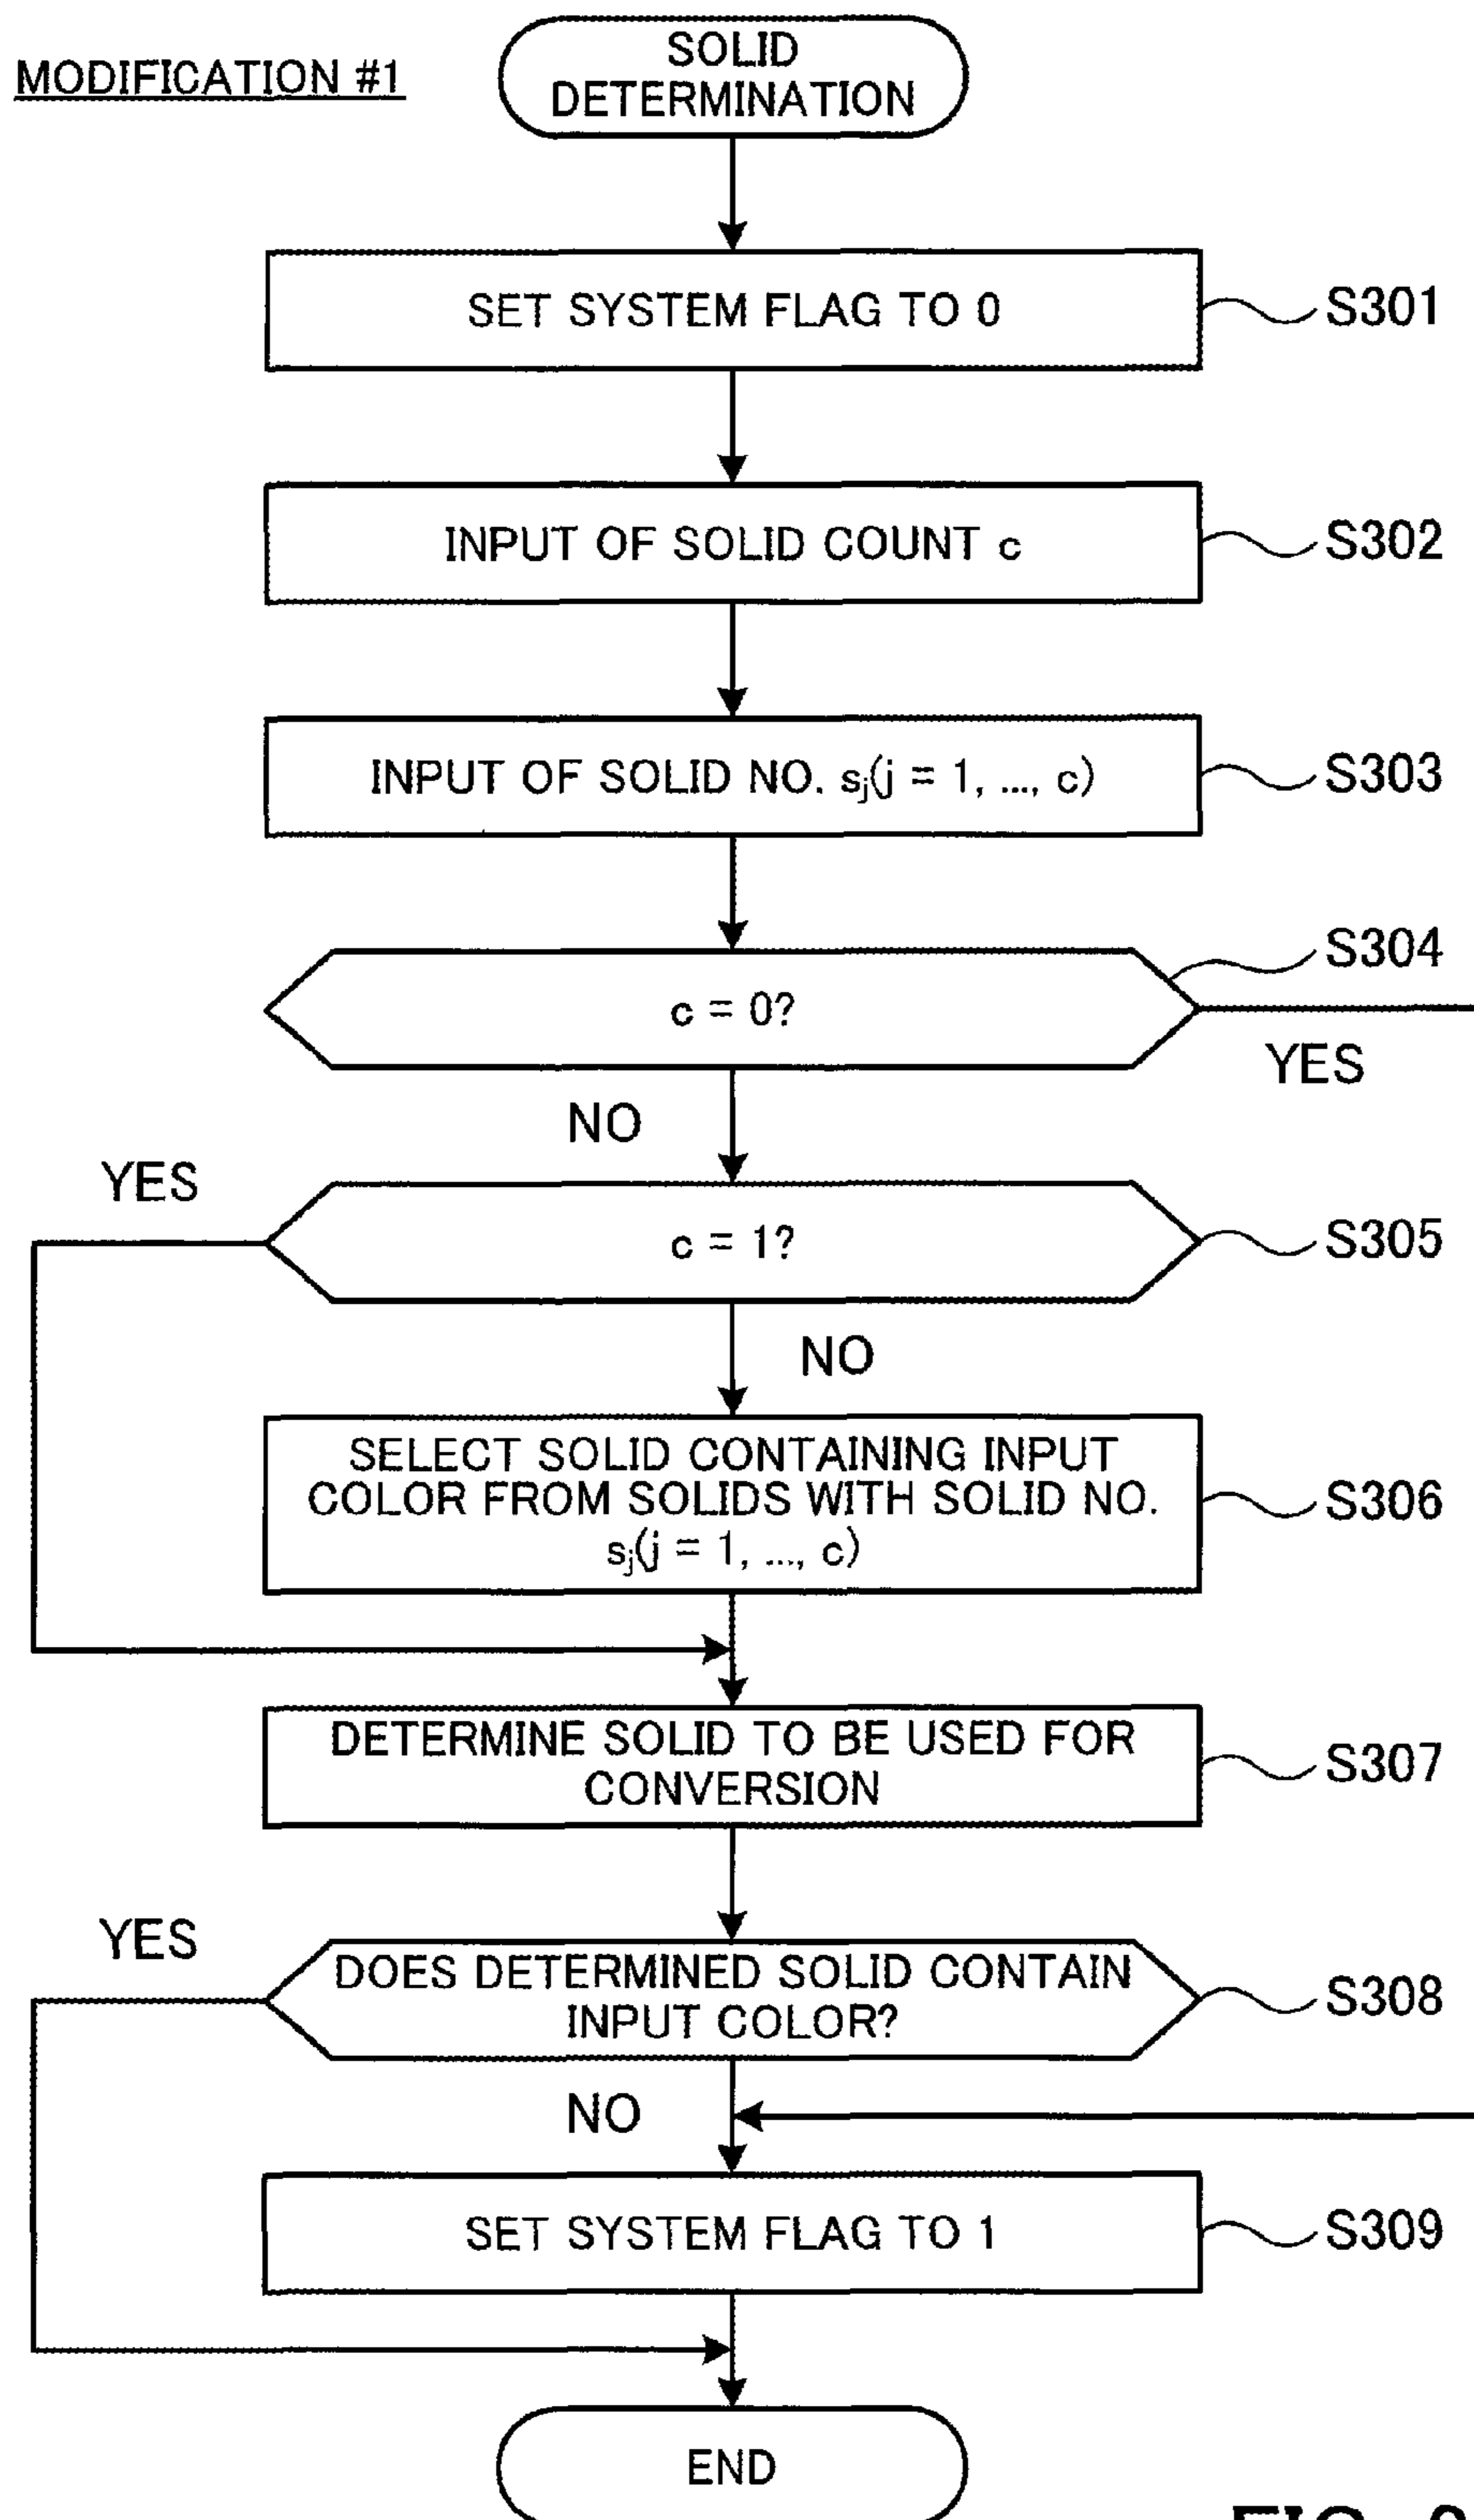 MODIFICATION #1
SOLID
DETERMINATION
SET SYSTEM FLAG TO 0
S301
INPUT OF SOLID COUNT c
S302
INPUT OF SOLID NO. sj(j = 1, ..., c)
S303
S304
c = 0?
YES
NO
YES
c = 1?
S305
NO
SELECT SOLID CONTAINING INPUT
COLOR FROM SOLIDS WITH SOLID NO.
sj(j = 1, ..., c)
S306
DETERMINE SOLID TO BE USED FOR
CONVERSION
S307
YES
DOES DETERMINED SOLID CONTAIN
INPUT COLOR?
S308
NO
SET SYSTEM FLAG TO 1
S309
END